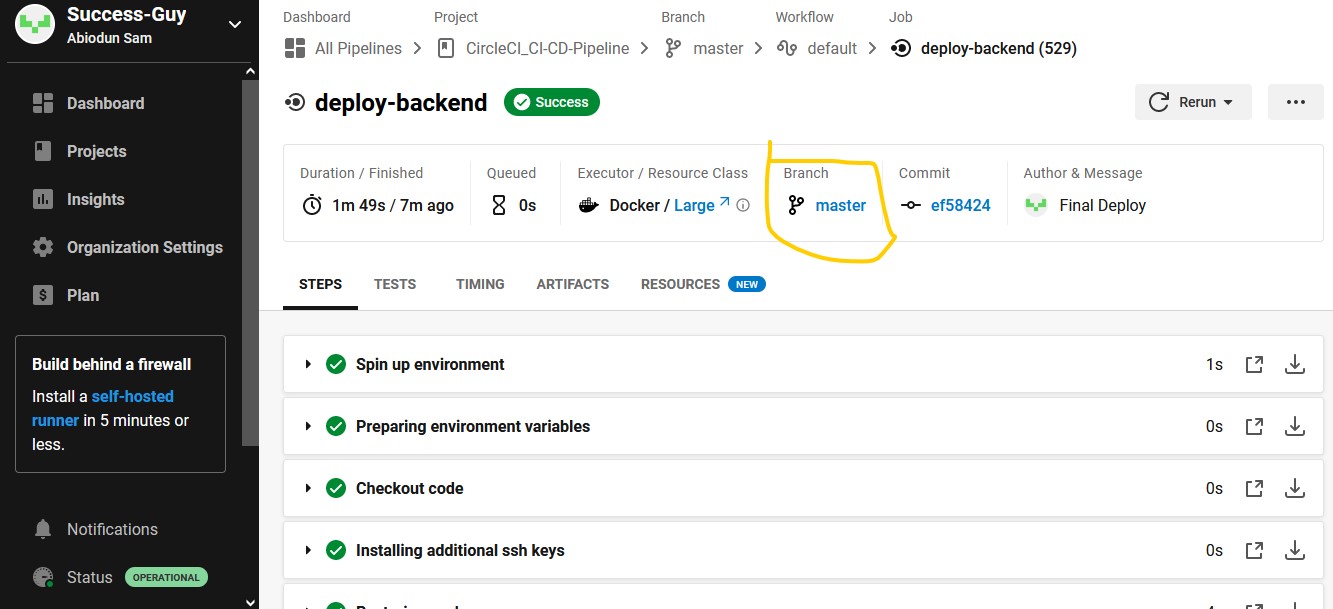 Success-Guy
Abiodun Sam
Dashboard
Projects
Insights
Organization Settings
Plan
Build behind a firewall
Install a self-hosted
runner in 5 minutes or
less.
Notifications
Status OPERATIONAL
Dashboard Project Branch Workflow Job
All Pipelines CircleCI_CI-CD-Pipeline master default deploy-backend (529)
deploy-backend Success Rerun
Duration / Finished Queued Executor / Resource Class Branch Commit Author & Message
1m 49s / 7m ago 0s Docker / Large master ef58424 Final Deploy
STEPS TESTS TIMING ARTIFACTS RESOURCES NEW
Spin up environment 1s
Preparing environment variables 0s
Checkout code 0s
Installing additional ssh keys 0s